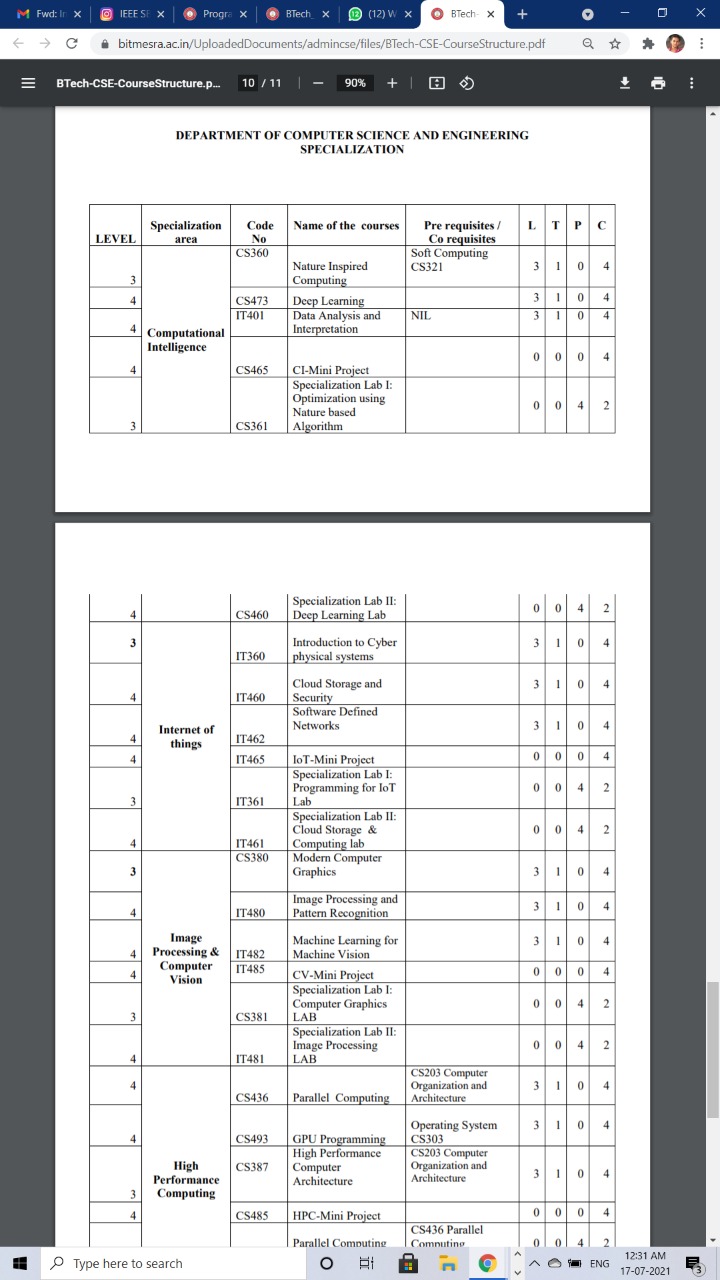 Fwd: In
IEEE SB
Progra
BTech_
(12) W
BTech-
bitmesra.ac.in/UploadedDocuments/admincse/files/BTech-CSE-CourseStructure.pdf
BTech-CSE-CourseStructure.p... 10 / 11 90%
DEPARTMENT OF COMPUTER SCIENCE AND ENGINEERING
SPECIALIZATION
LEVEL Specialization area Code No Name of the courses Pre requisites / Co requisites L T P C
3 Computational Intelligence CS360 Nature Inspired Computing Soft Computing CS321 3 1 0 4
4 CS473 Deep Learning 3 1 0 4
4 IT401 Data Analysis and Interpretation NIL 3 1 0 4
4 CS465 CI-Mini Project 0 0 0 4
3 CS361 Specialization Lab I: Optimization using Nature based Algorithm 0 0 4 2
4 CS460 Specialization Lab II: Deep Learning Lab 0 0 4 2
3 Internet of things IT360 Introduction to Cyber physical systems 3 1 0 4
4 IT460 Cloud Storage and Security 3 1 0 4
4 IT462 Software Defined Networks 3 1 0 4
4 IT465 IoT-Mini Project 0 0 0 4
3 IT361 Specialization Lab I: Programming for IoT Lab 0 0 4 2
4 IT461 Specialization Lab II: Cloud Storage & Computing lab 0 0 4 2
3 Image Processing & Computer Vision CS380 Modern Computer Graphics 3 1 0 4
4 IT480 Image Processing and Pattern Recognition 3 1 0 4
4 IT482 Machine Learning for Machine Vision 3 1 0 4
4 IT485 CV-Mini Project 0 0 0 4
3 CS381 Specialization Lab I: Computer Graphics LAB 0 0 4 2
4 IT481 Specialization Lab II: Image Processing LAB 0 0 4 2
4 High Performance Computing CS436 Parallel Computing CS203 Computer Organization and Architecture 3 1 0 4
4 CS493 GPU Programming Operating System CS303 3 1 0 4
3 CS387 High Performance Computer Architecture CS203 Computer Organization and Architecture 3 1 0 4
4 CS485 HPC-Mini Project 0 0 0 4
Parallel Computing CS436 Parallel Computing 0 0 4 2
Type here to search
ENG
12:31 AM
17-07-2021
3